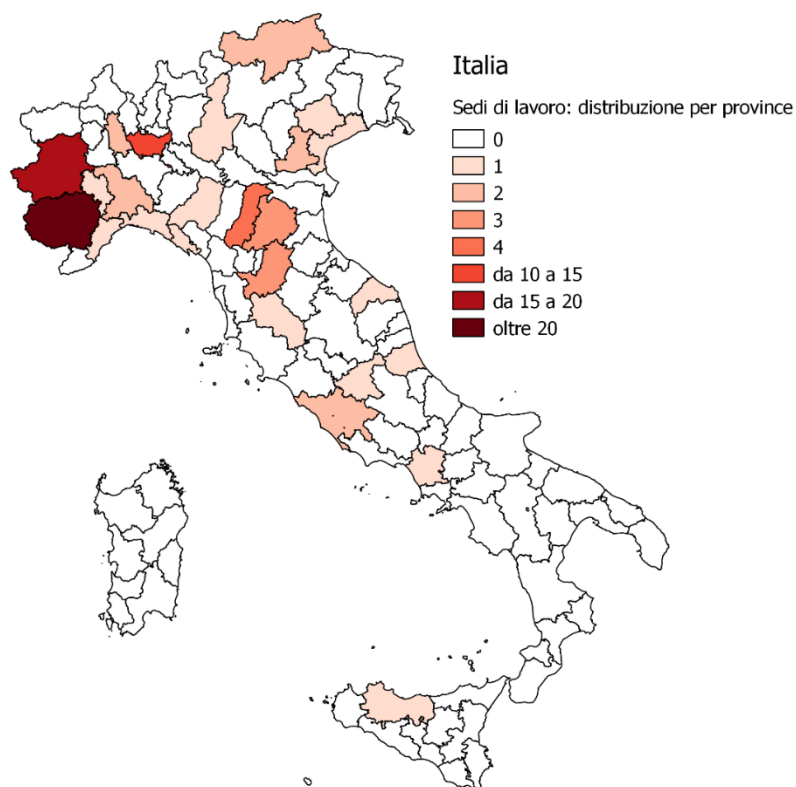 Italia
Sedi di lavoro: distribuzione per province
0
1
2
3
4
da 10 a 15
da 15 a 20
oltre 20